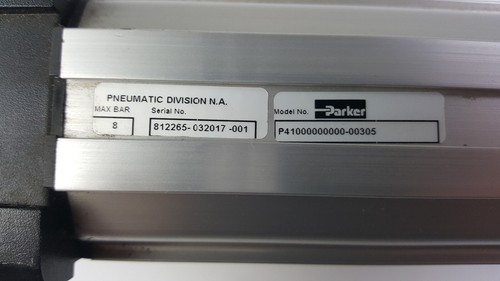 PNEUMATIC DIVISION N.A.
MAX BAR Serial No.
8 812265-032017-001
Model No. Parker
P41000000000-00305